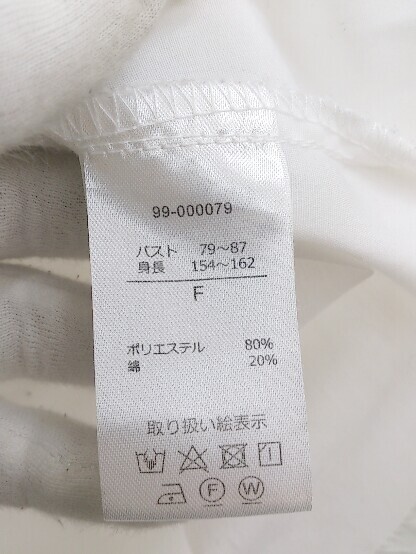 99-000079
バスト 79～87
身長 154～162
F
ポリエステル 80%
綿 20%
取り扱い絵表示
F W